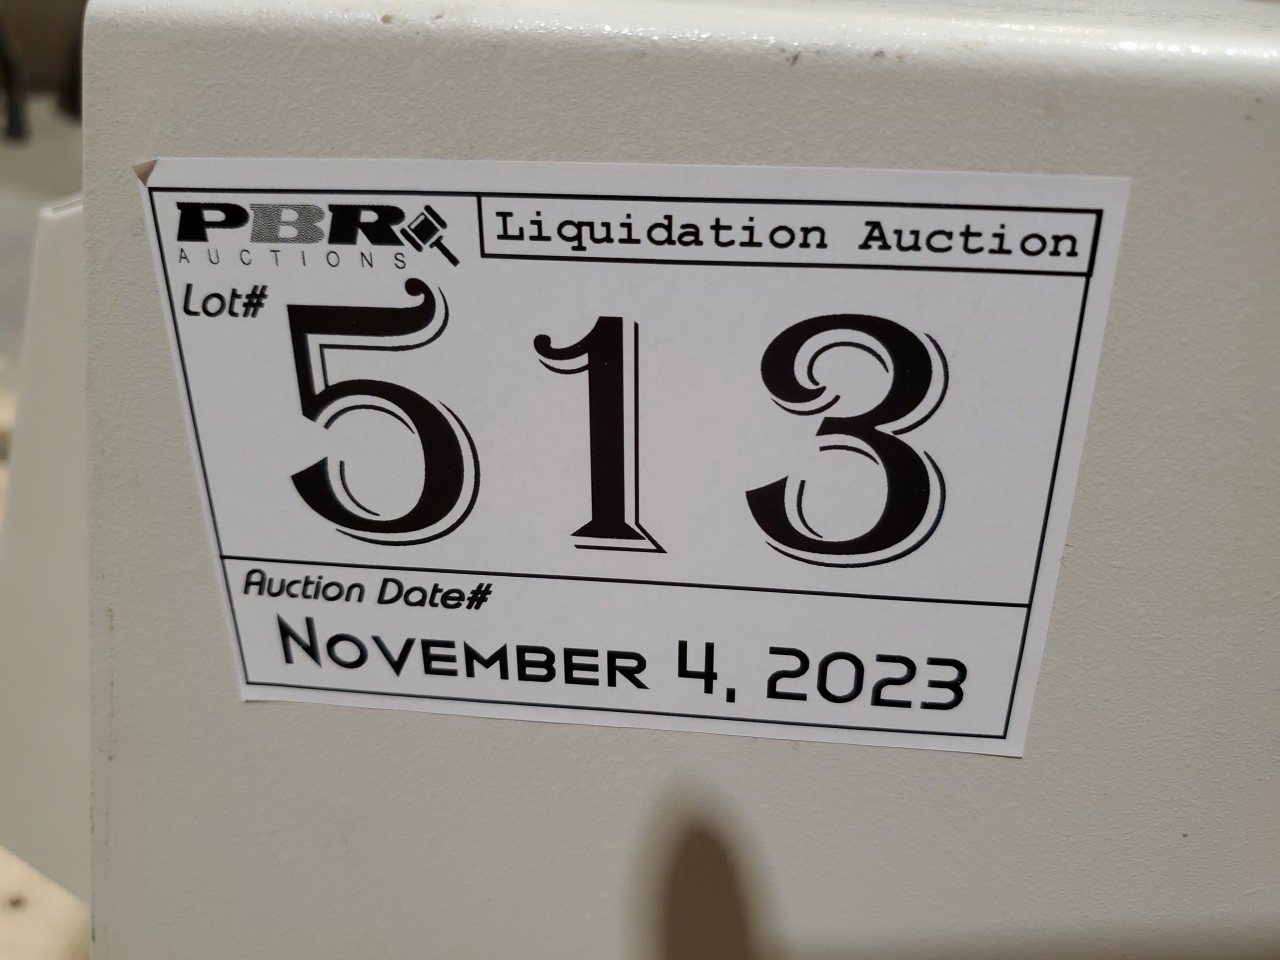 PBR
AUCTIONS
Liquidation Auction
Lot#
513
Auction Date#
NOVEMBER 4, 2023